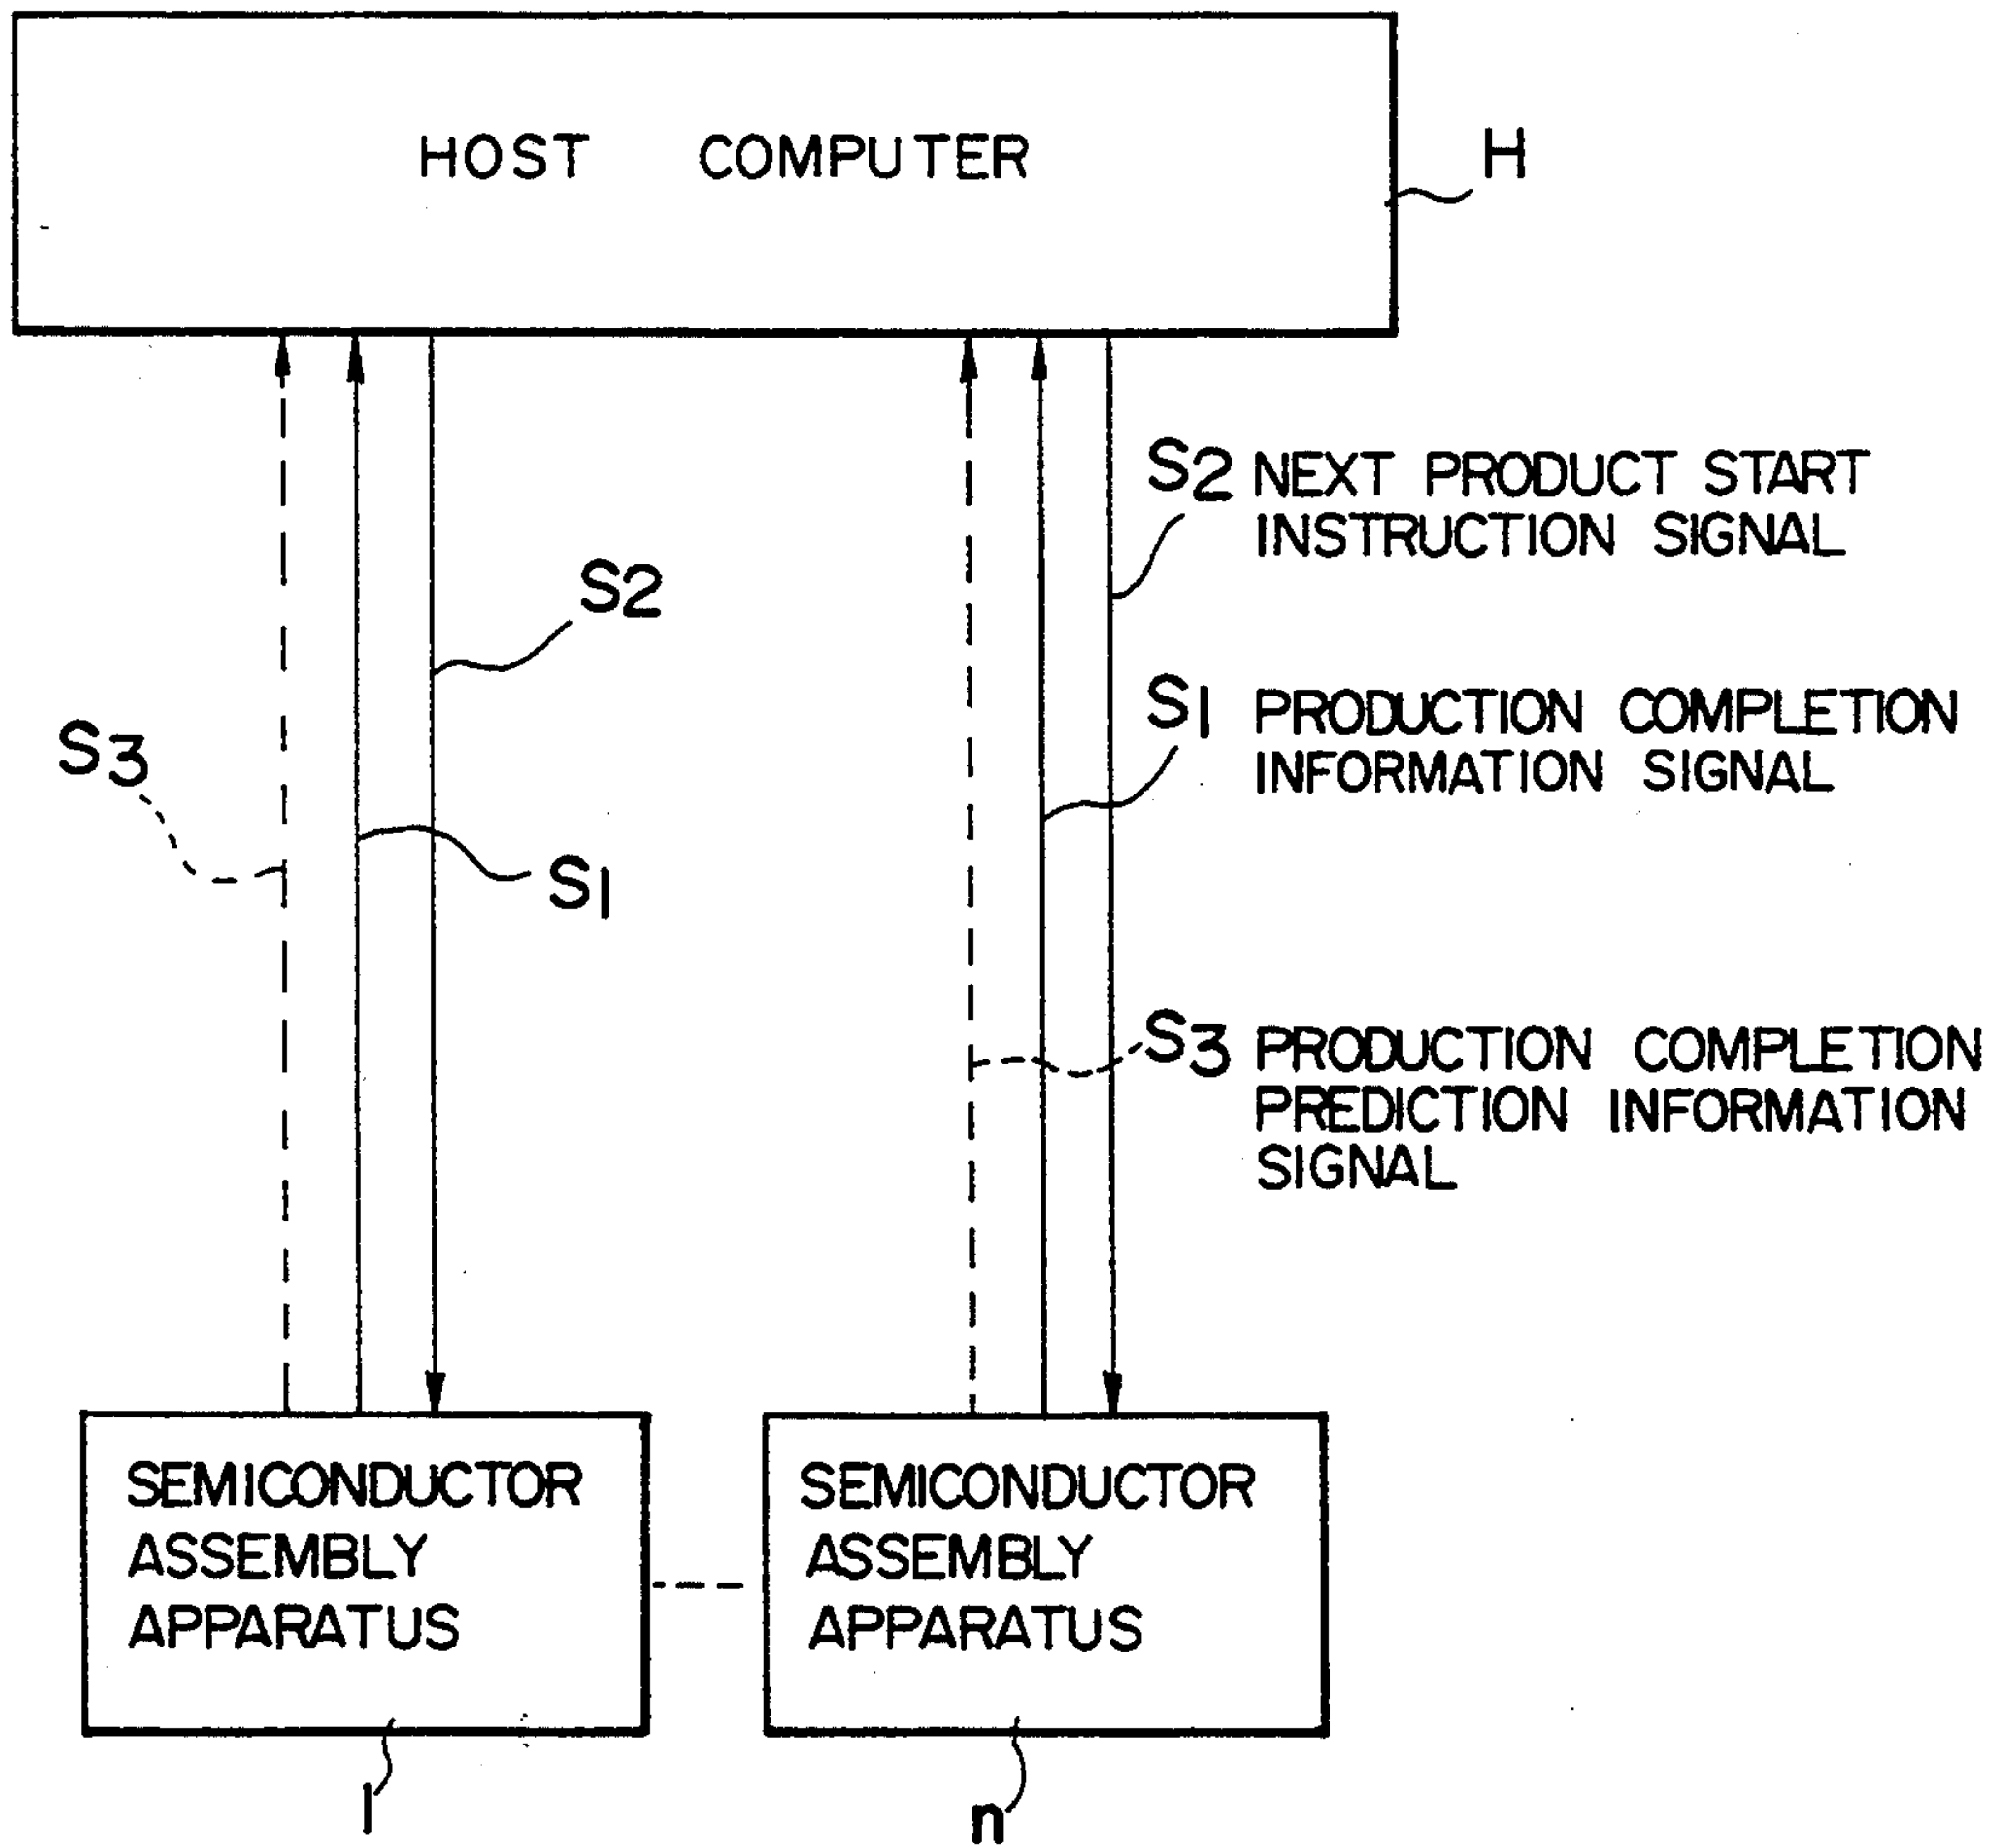 HOST COMPUTER
H
S2 NEXT PRODUCT START
INSTRUCTION SIGNAL
S2
S1 PRODUCTION COMPLETION
INFORMATION SIGNAL
S3
S1
S3 PRODUCTION COMPLETION
PREDICTION INFORMATION
SIGNAL
SEMICONDUCTOR
ASSEMBLY
APPARATUS
1
SEMICONDUCTOR
ASSEMBLY
APPARATUS
n